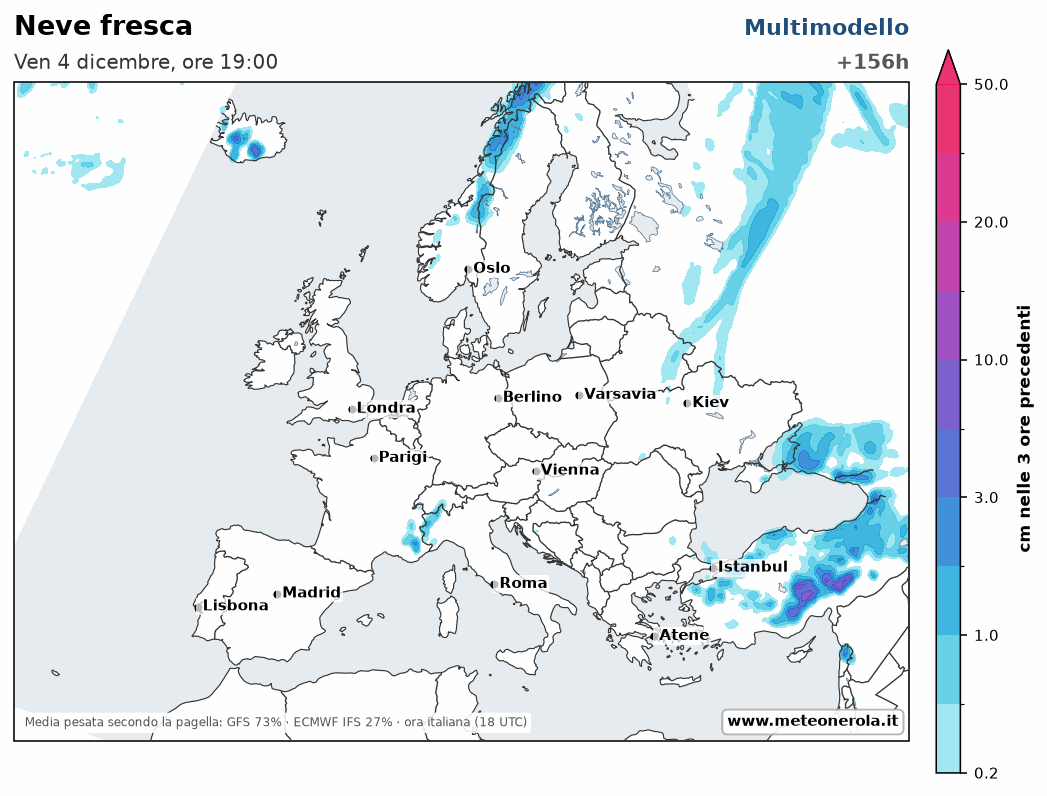 Neve fresca
Multimodello
Ven 4 dicembre, ore 19:00
+156h
50.0
20.0
10.0
3.0
1.0
0.2
cm nelle 3 ore precedenti
Oslo
Berlino
Varsavia
Kiev
Londra
Parigi
Vienna
Istanbul
Roma
Madrid
Lisbona
Atene
Media pesata secondo la pagella: GFS 73% · ECMWF IFS 27% · ora italiana (18 UTC)
www.meteonerola.it